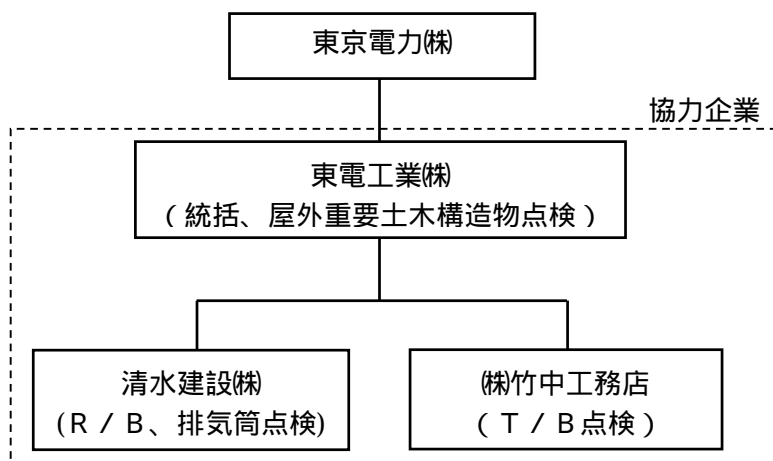 東京電力㈱
協力企業
東電工業㈱
(統括、屋外重要土木構造物点検)
清水建設㈱
(R/B、排気筒点検)
㈱竹中工務店
(T/B点検)